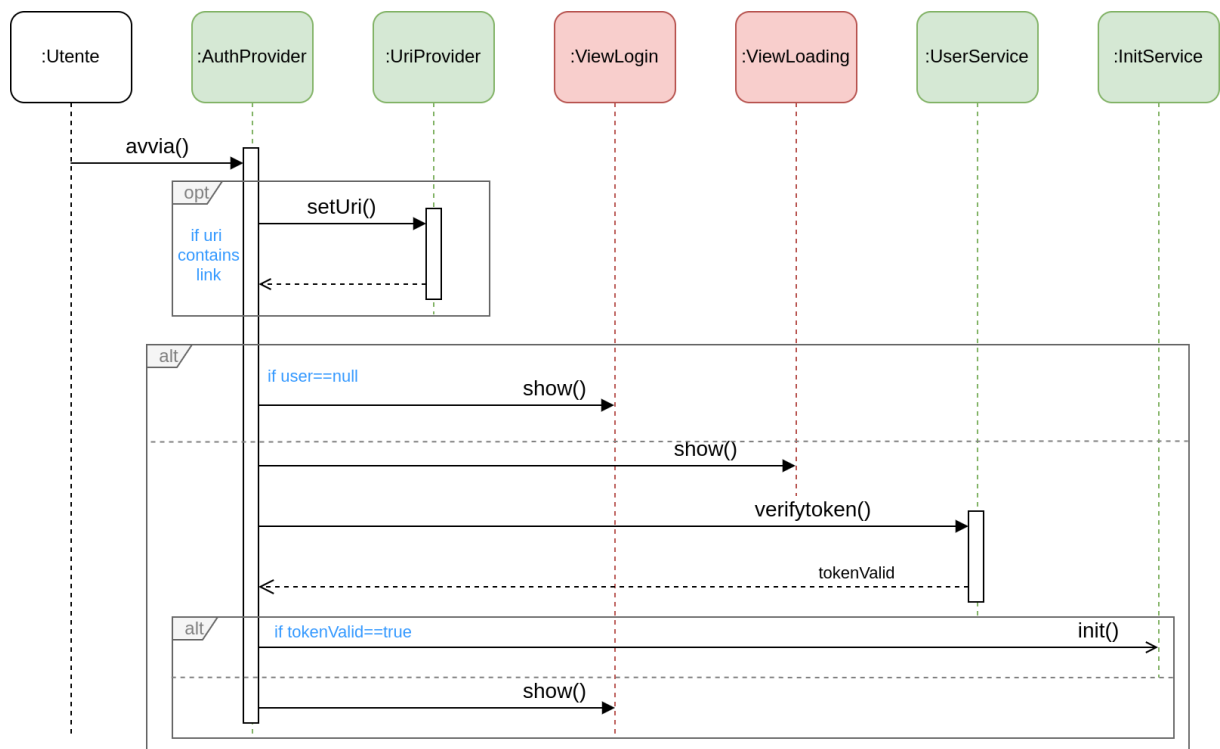 :Utente
:AuthProvider
:UriProvider
:ViewLogin
:ViewLoading
:UserService
:InitService
avvia()
opt
setUri()
if uri
contains
link
alt
if user==null
show()
show()
verifytoken()
tokenValid
alt
if tokenValid==true
init()
show()